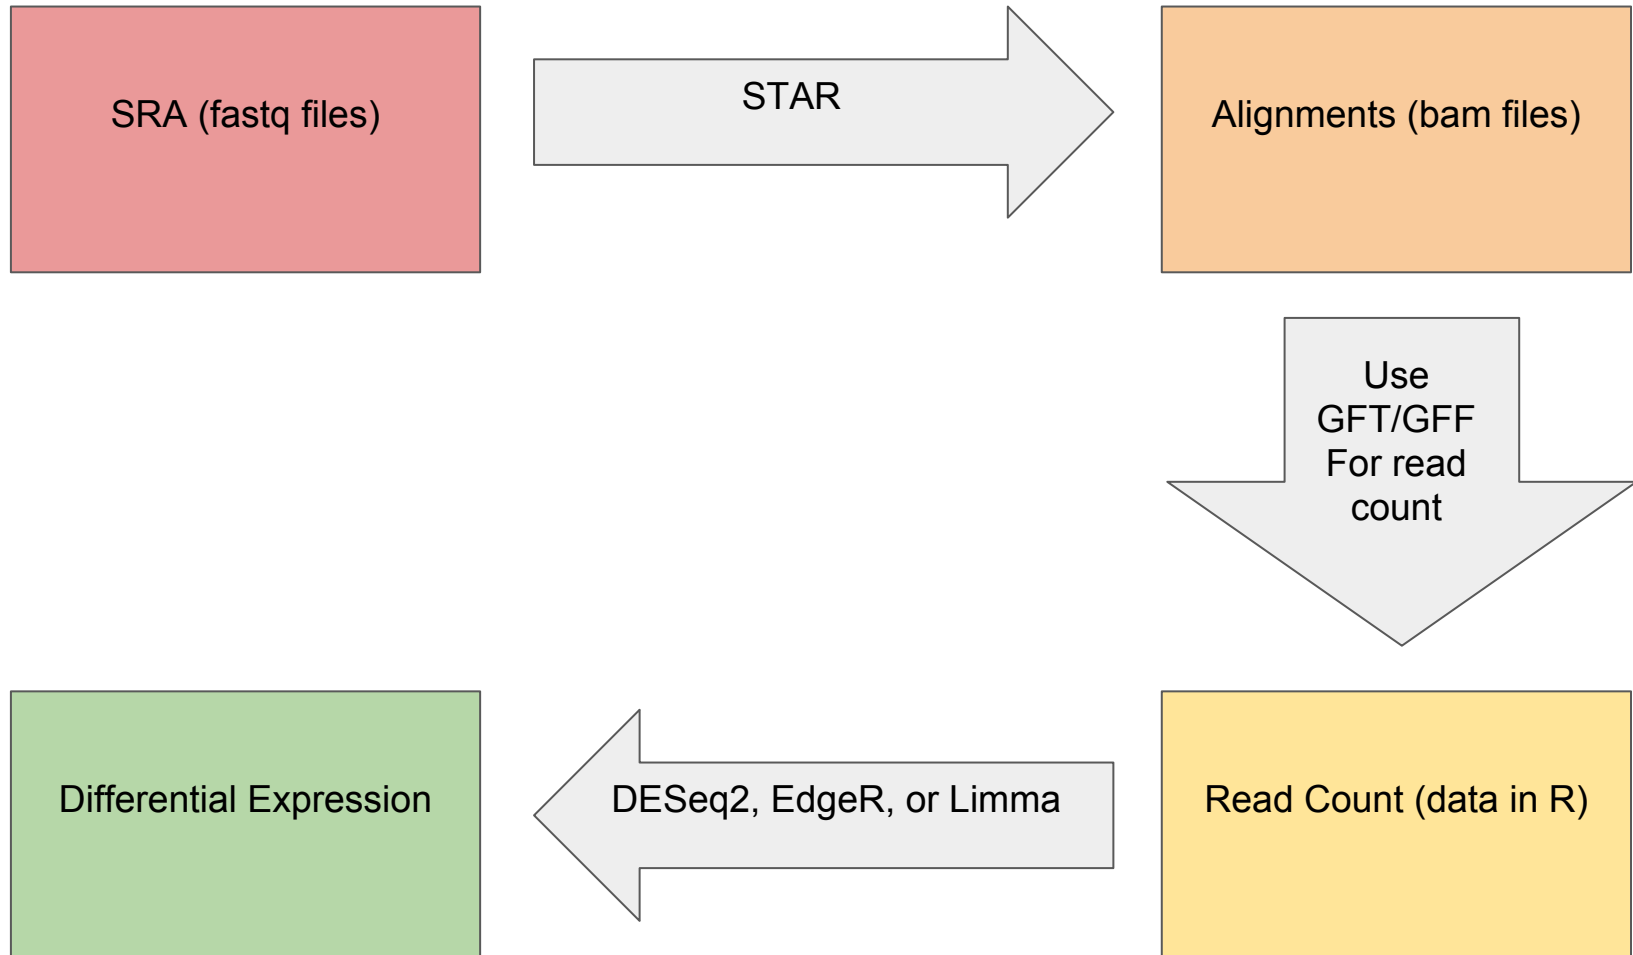 SRA (fastq files)
STAR
Alignments (bam files)
Use
GFT/GFF
For read
count
Read Count (data in R)
DESeq2, EdgeR, or Limma
Differential Expression